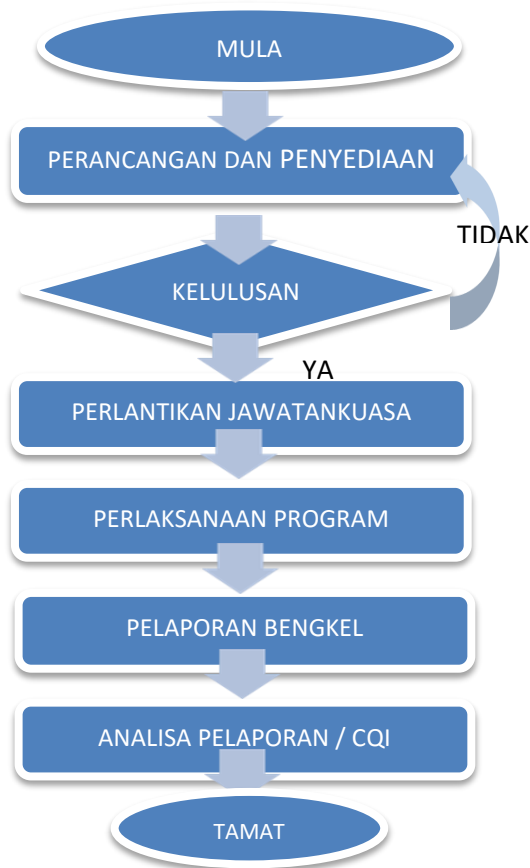 MULA
PERANCANGAN DAN PENYEDIAAN
TIDAK
KELULUSAN
YA
PERLANTIKAN JAWATANKUASA
PERLAKSANAAN PROGRAM
PELAPORAN BENGKEL
ANALISA PELAPORAN / CQI
TAMAT